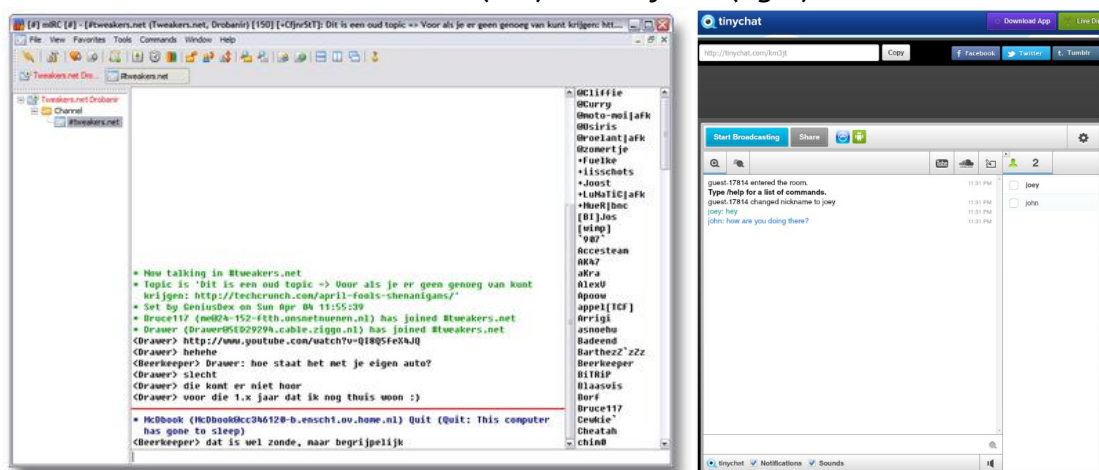 [#] mIRC [#] - [#tweakers.net (Tweakers.net, Drobanir) [150] [+CfjnrStT]: Dit is een oud topic => Voor als je er geen genoeg van kunt krijgen: htt...
File View Favorites Tools Commands Window Help
Tweakers.net Dro... #tweakers.net
Tweakers.net Drobanir
Channel
#tweakers.net
* Now talking in #tweakers.net
* Topic is 'Dit is een oud topic => Voor als je er geen genoeg van kunt
krijgen: http://techcrunch.com/april-fools-shenanigans/'
* Set by GeniusDex on Sun Apr 04 11:55:39
* Bruce117 (me@24-152-ftth.onsnetnuenen.nl) has joined #tweakers.net
* Drawer (Drawer@5ED29294.cable.ziggo.nl) has joined #tweakers.net
<Drawer> hehehe
<Beerkeeper> Drawer: hoe staat het met je eigen auto?
<Drawer> slecht
<Drawer> die komt er niet hoor
<Drawer> voor die 1.x jaar dat ik nog thuis woon :)
* McDbook (McDbook@cc346120-b.ensch1.ov.home.nl) Quit (Quit: This computer
has gone to sleep)
<Beerkeeper> dat is wel zonde, maar begrijpelijk
@Cliffie
@Curry
@moto-moi|afk
@Osiris
@roelant|afk
@zomertje
+Fuelke
+iisschots
+Joost
+LuNaTiC|afk
+MueR|bnc
[BI]Jos
[wimp]
`907`
Accesteam
AK47
aKra
AlexV
Apoow
appel[TCF]
Arrigi
asnoehu
Badeend
BarthezZ`zZz
Beerkeeper
BiTRiP
Blaasvis
Borf
Bruce117
Cewkie`
Cheatah
chim0
tinychat
Download App
Live Di
http://tinychat.com/km3jt
Copy
Facebook
Twitter
Tumblr
Start Broadcasting
Share
You Tube
2
guest-17814 entered the room. 11:31 PM
Type /help for a list of commands.
guest-17814 changed nickname to joey 11:31 PM
joey: hey 11:31 PM
john: how are you doing there? 11:31 PM
joey
john
tinychat Notifications Sounds